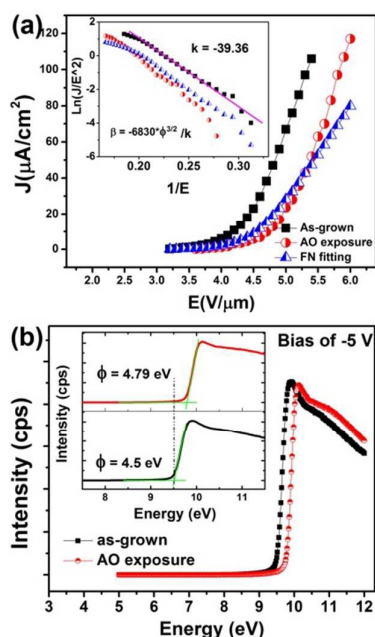 (a)
J(μA/cm²)
120
100
80
60
40
20
0
Ln(J/E^2)
2
0
-2
-4
-6
k = -39.36
β = -6830*ϕ^3/2 /k
0.20
0.25
0.30
1/E
As-grown
AO exposure
FN fitting
2.0
2.5
3.0
3.5
4.0
4.5
5.0
5.5
6.0
E(V/μm)
(b)
Bias of -5 V
Intensity (cps)
Intensity (cps)
ϕ = 4.79 eV
ϕ = 4.5 eV
8
9
10
11
Energy (eV)
as-grown
AO exposure
3
4
5
6
7
8
9
10
11
12
Energy (eV)